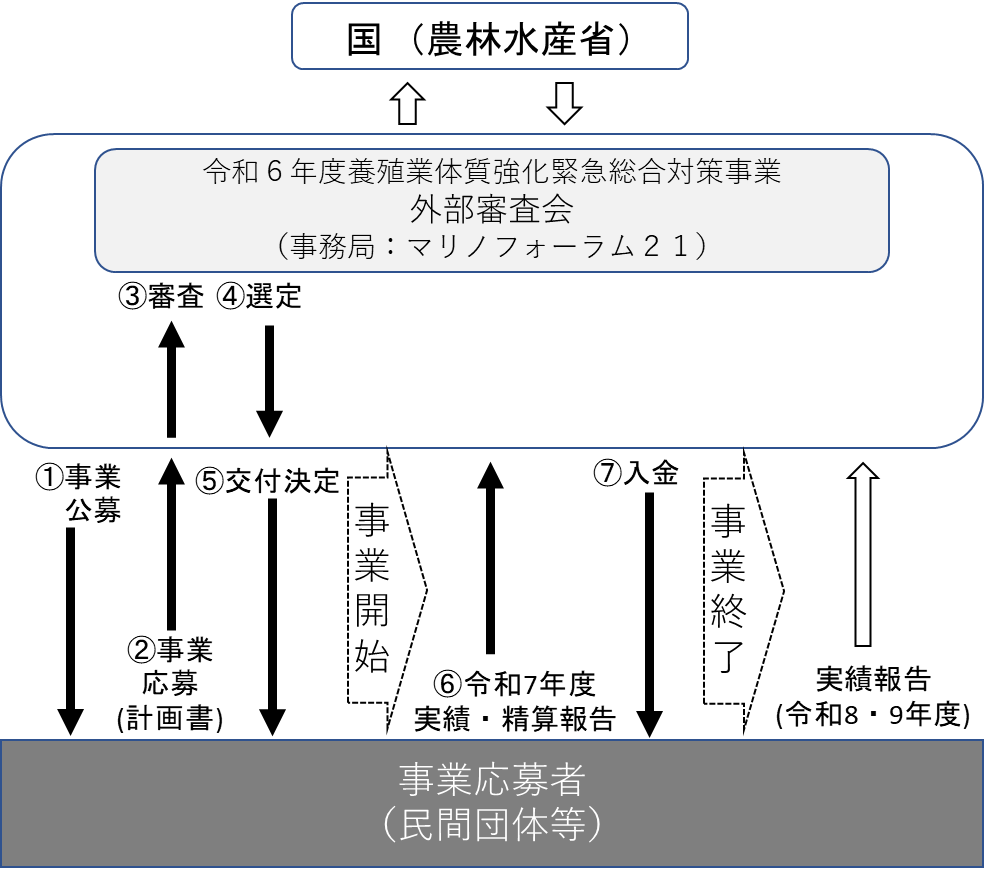 国（農林水産省）
令和６年度養殖業体質強化緊急総合対策事業
外部審査会
（事務局：マリノフォーラム２１）
③審査
④選定
①事業
公募
②事業
応募
(計画書)
⑤交付決定
事業開始
⑥令和7年度
実績・精算報告
⑦入金
事業終了
実績報告
(令和8・9年度)
事業応募者
（民間団体等）